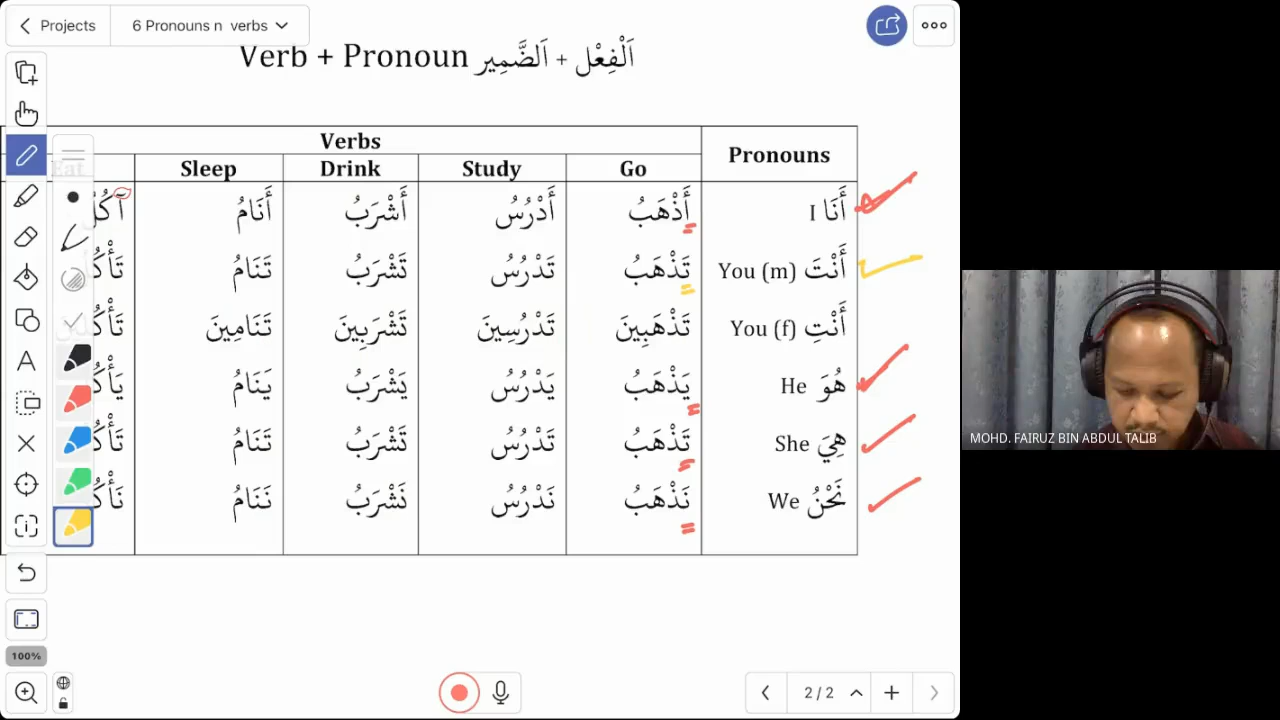 Projects
6 Pronouns n verbs
Verb + Pronoun اَلْفِعْل + اَلضَّمِير
Verbs
Pronouns
Sleep
Drink
Study
Go
أَنَا I
أَذْهَبُ
أَدْرُسُ
أَشْرَبُ
أَنَامُ
أَنْتَ You (m)
تَذْهَبُ
تَدْرُسُ
تَشْرَبُ
تَنَامُ
أَنْتِ You (f)
تَذْهَبِينَ
تَدْرُسِينَ
تَشْرَبِينَ
تَنَامِينَ
هُوَ He
يَذْهَبُ
يَدْرُسُ
يَشْرَبُ
يَنَامُ
هِيَ She
تَذْهَبُ
تَدْرُسُ
تَشْرَبُ
تَنَامُ
نَحْنُ We
نَذْهَبُ
نَدْرُسُ
نَشْرَبُ
نَنَامُ
MOHD. FAIRUZ BIN ABDUL TALIB
100%
2 / 2